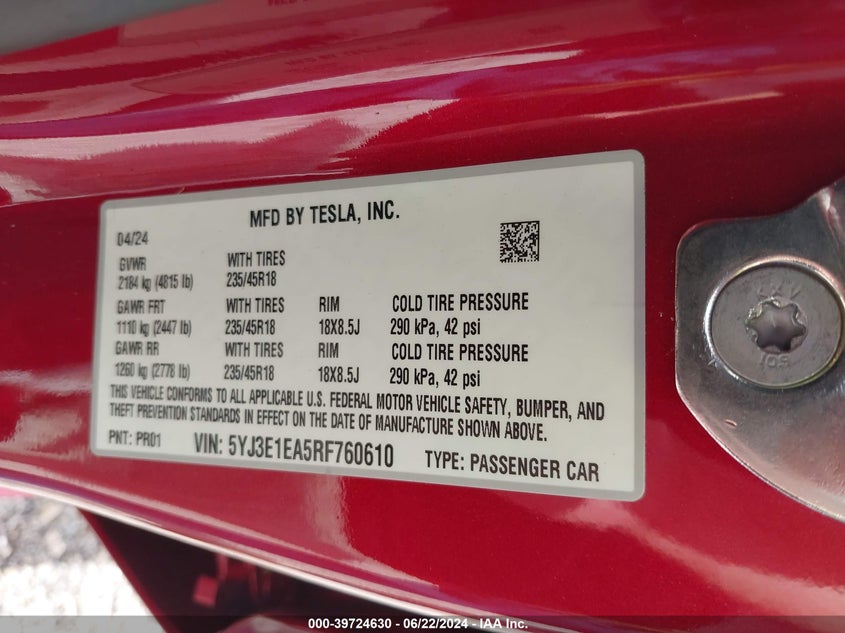 MFD BY TESLA, INC.
04/24
GVWR WITH TIRES
2184 kg (4815 lb) 235/45R18
GAWR FRT WITH TIRES RIM COLD TIRE PRESSURE
1110 kg (2447 lb) 235/45R18 18X8.5J 290 kPa, 42 psi
GAWR RR WITH TIRES RIM COLD TIRE PRESSURE
1260 kg (2778 lb) 235/45R18 18X8.5J 290 kPa, 42 psi
THIS VEHICLE CONFORMS TO ALL APPLICABLE U.S. FEDERAL MOTOR VEHICLE SAFETY, BUMPER, AND
THEFT PREVENTION STANDARDS IN EFFECT ON THE DATE OF MANUFACTURE SHOWN ABOVE.
PNT: PR01 VIN: 5YJ3E1EA5RF760610 TYPE: PASSENGER CAR
000-39724630 - 06/22/2024 - IAA Inc.